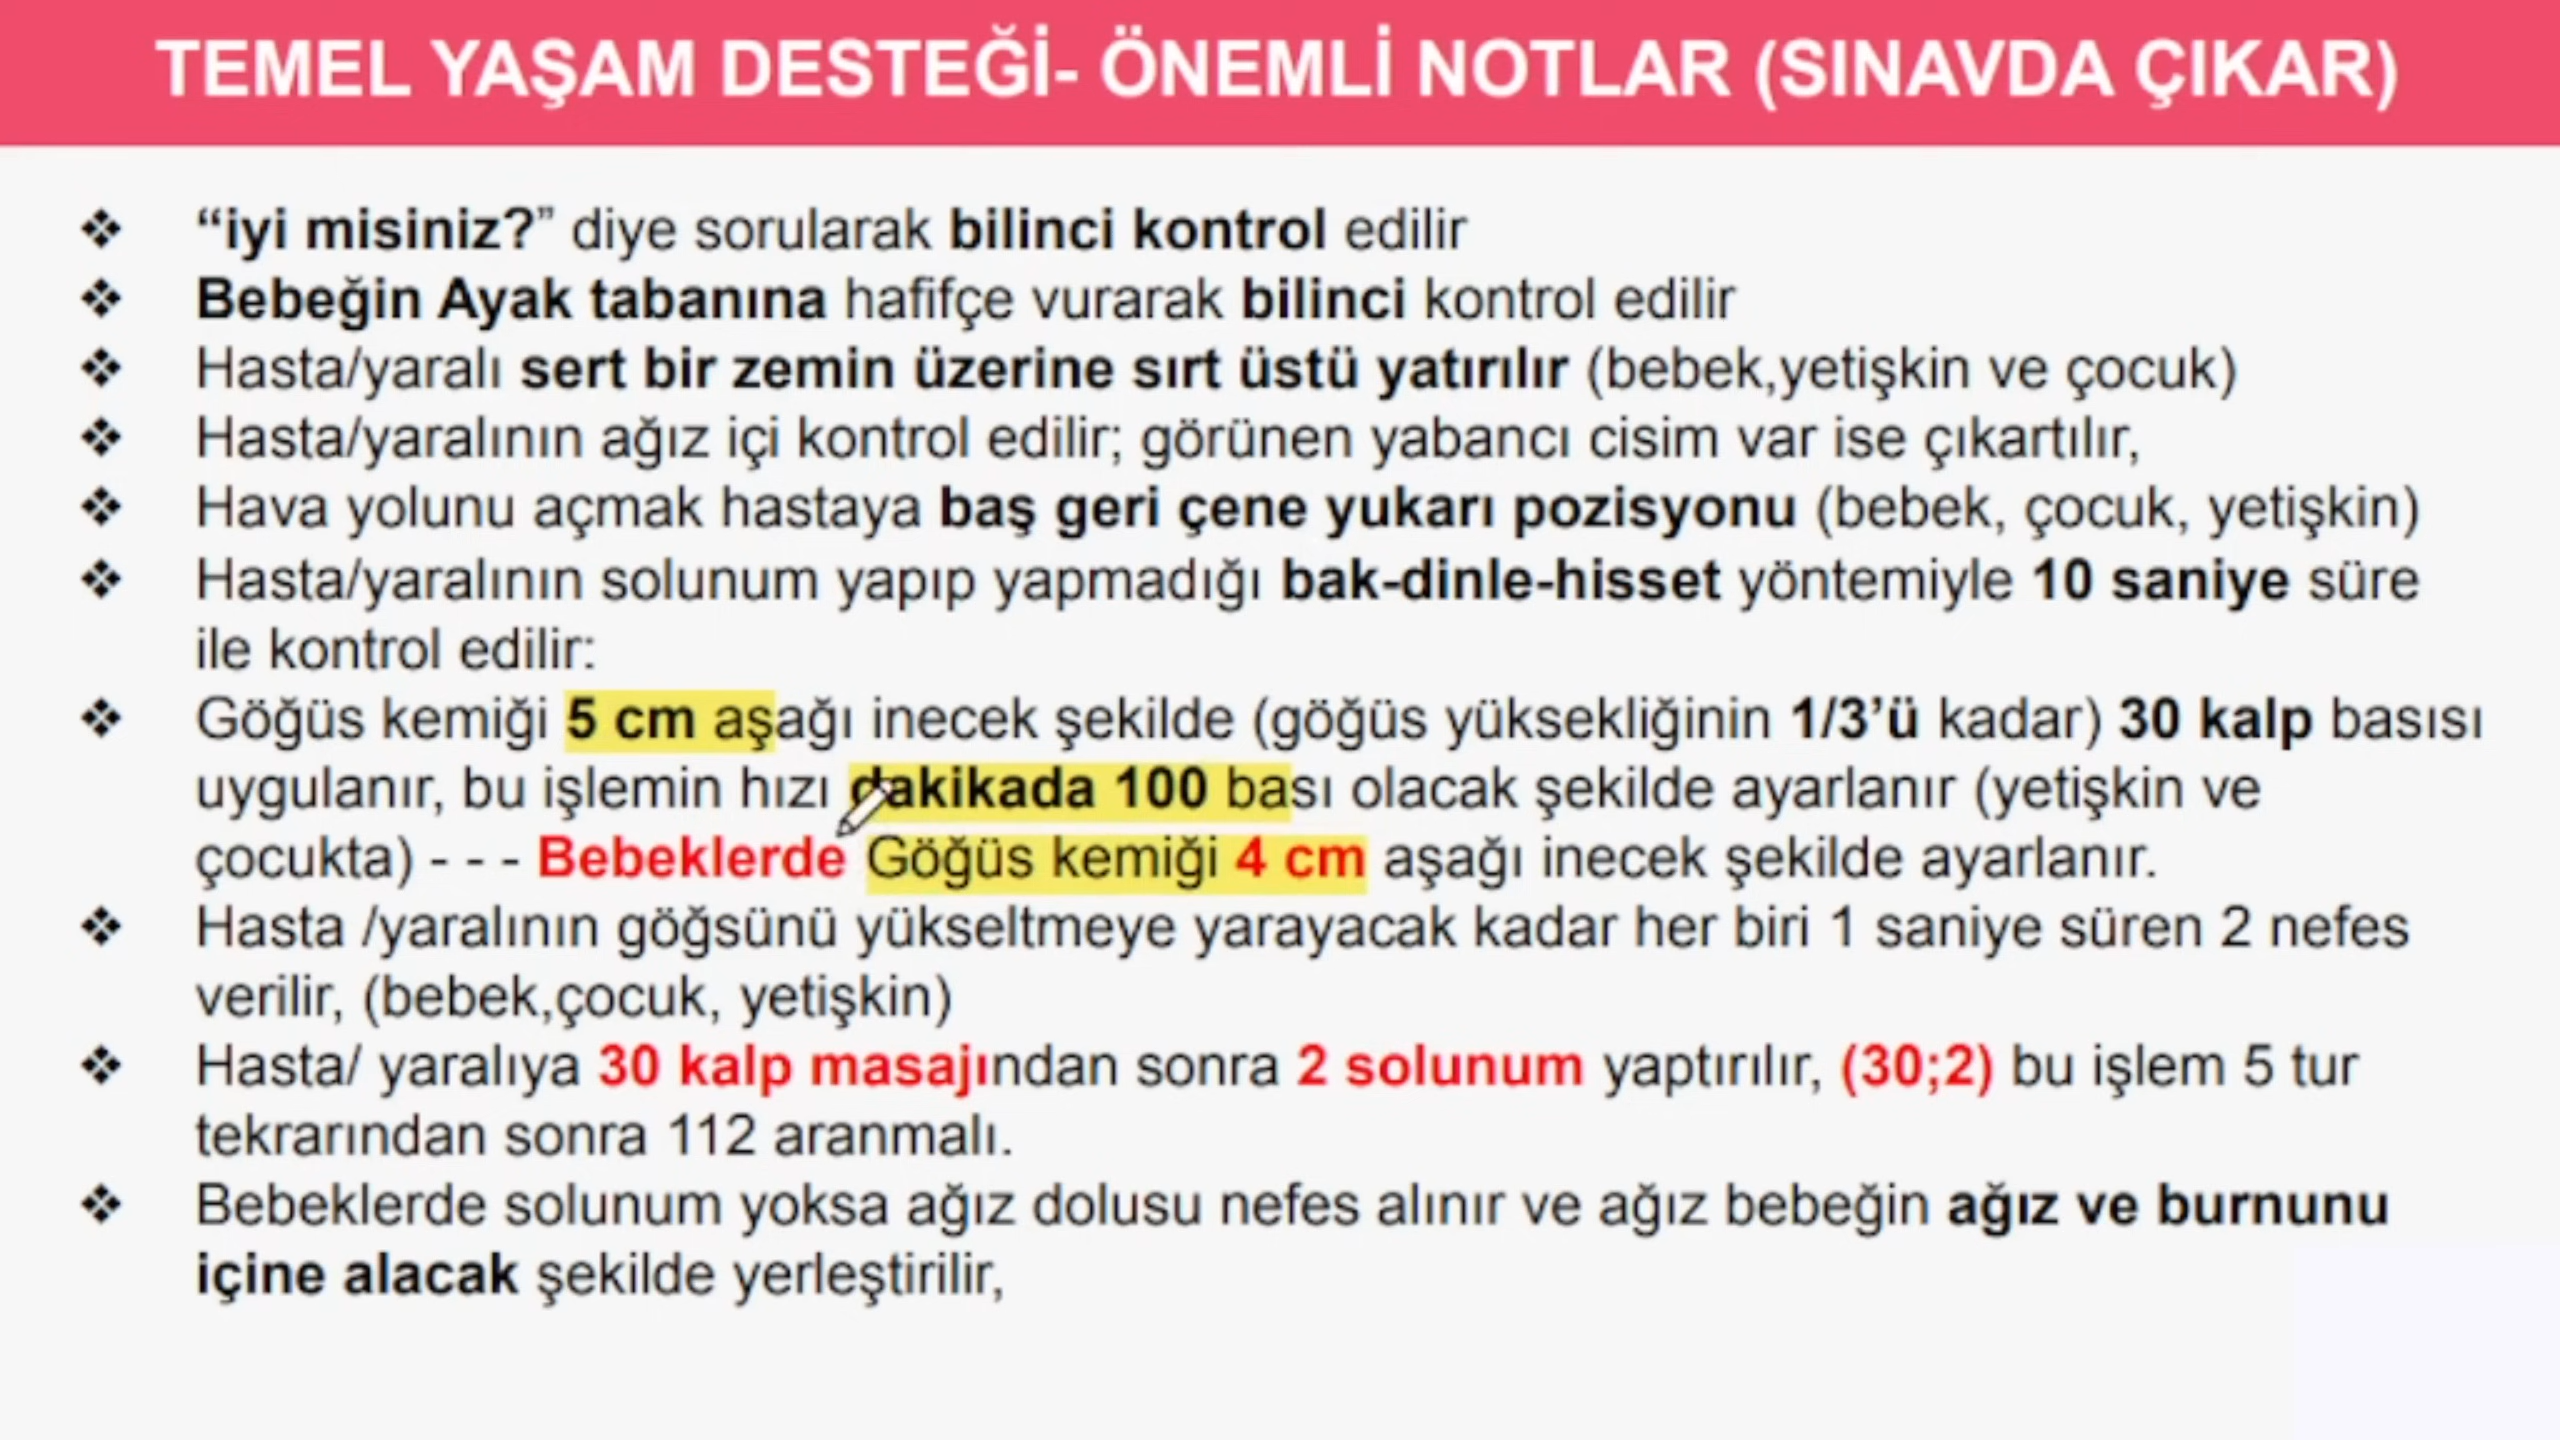 TEMEL YAŞAM DESTEĞİ- ÖNEMLİ NOTLAR (SINAVDA ÇIKAR)
❖ “iyi misiniz?” diye sorularak bilinci kontrol edilir
❖ Bebeğin Ayak tabanına hafifçe vurarak bilinci kontrol edilir
❖ Hasta/yaralı sert bir zemin üzerine sırt üstü yatırılır (bebek,yetişkin ve çocuk)
❖ Hasta/yaralının ağız içi kontrol edilir; görünen yabancı cisim var ise çıkartılır,
❖ Hava yolunu açmak hastaya baş geri çene yukarı pozisyonu (bebek, çocuk, yetişkin)
❖ Hasta/yaralının solunum yapıp yapmadığı bak-dinle-hisset yöntemiyle 10 saniye süre
ile kontrol edilir:
❖ Göğüs kemiği 5 cm aşağı inecek şekilde (göğüs yüksekliğinin 1/3’ü kadar) 30 kalp basısı
uygulanır, bu işlemin hızı dakikada 100 bası olacak şekilde ayarlanır (yetişkin ve
çocukta) - - - Bebeklerde Göğüs kemiği 4 cm aşağı inecek şekilde ayarlanır.
❖ Hasta /yaralının göğsünü yükseltmeye yarayacak kadar her biri 1 saniye süren 2 nefes
verilir, (bebek,çocuk, yetişkin)
❖ Hasta/ yaralıya 30 kalp masajından sonra 2 solunum yaptırılır, (30;2) bu işlem 5 tur
tekrarından sonra 112 aranmalı.
❖ Bebeklerde solunum yoksa ağız dolusu nefes alınır ve ağız bebeğin ağız ve burnunu
içine alacak şekilde yerleştirilir,